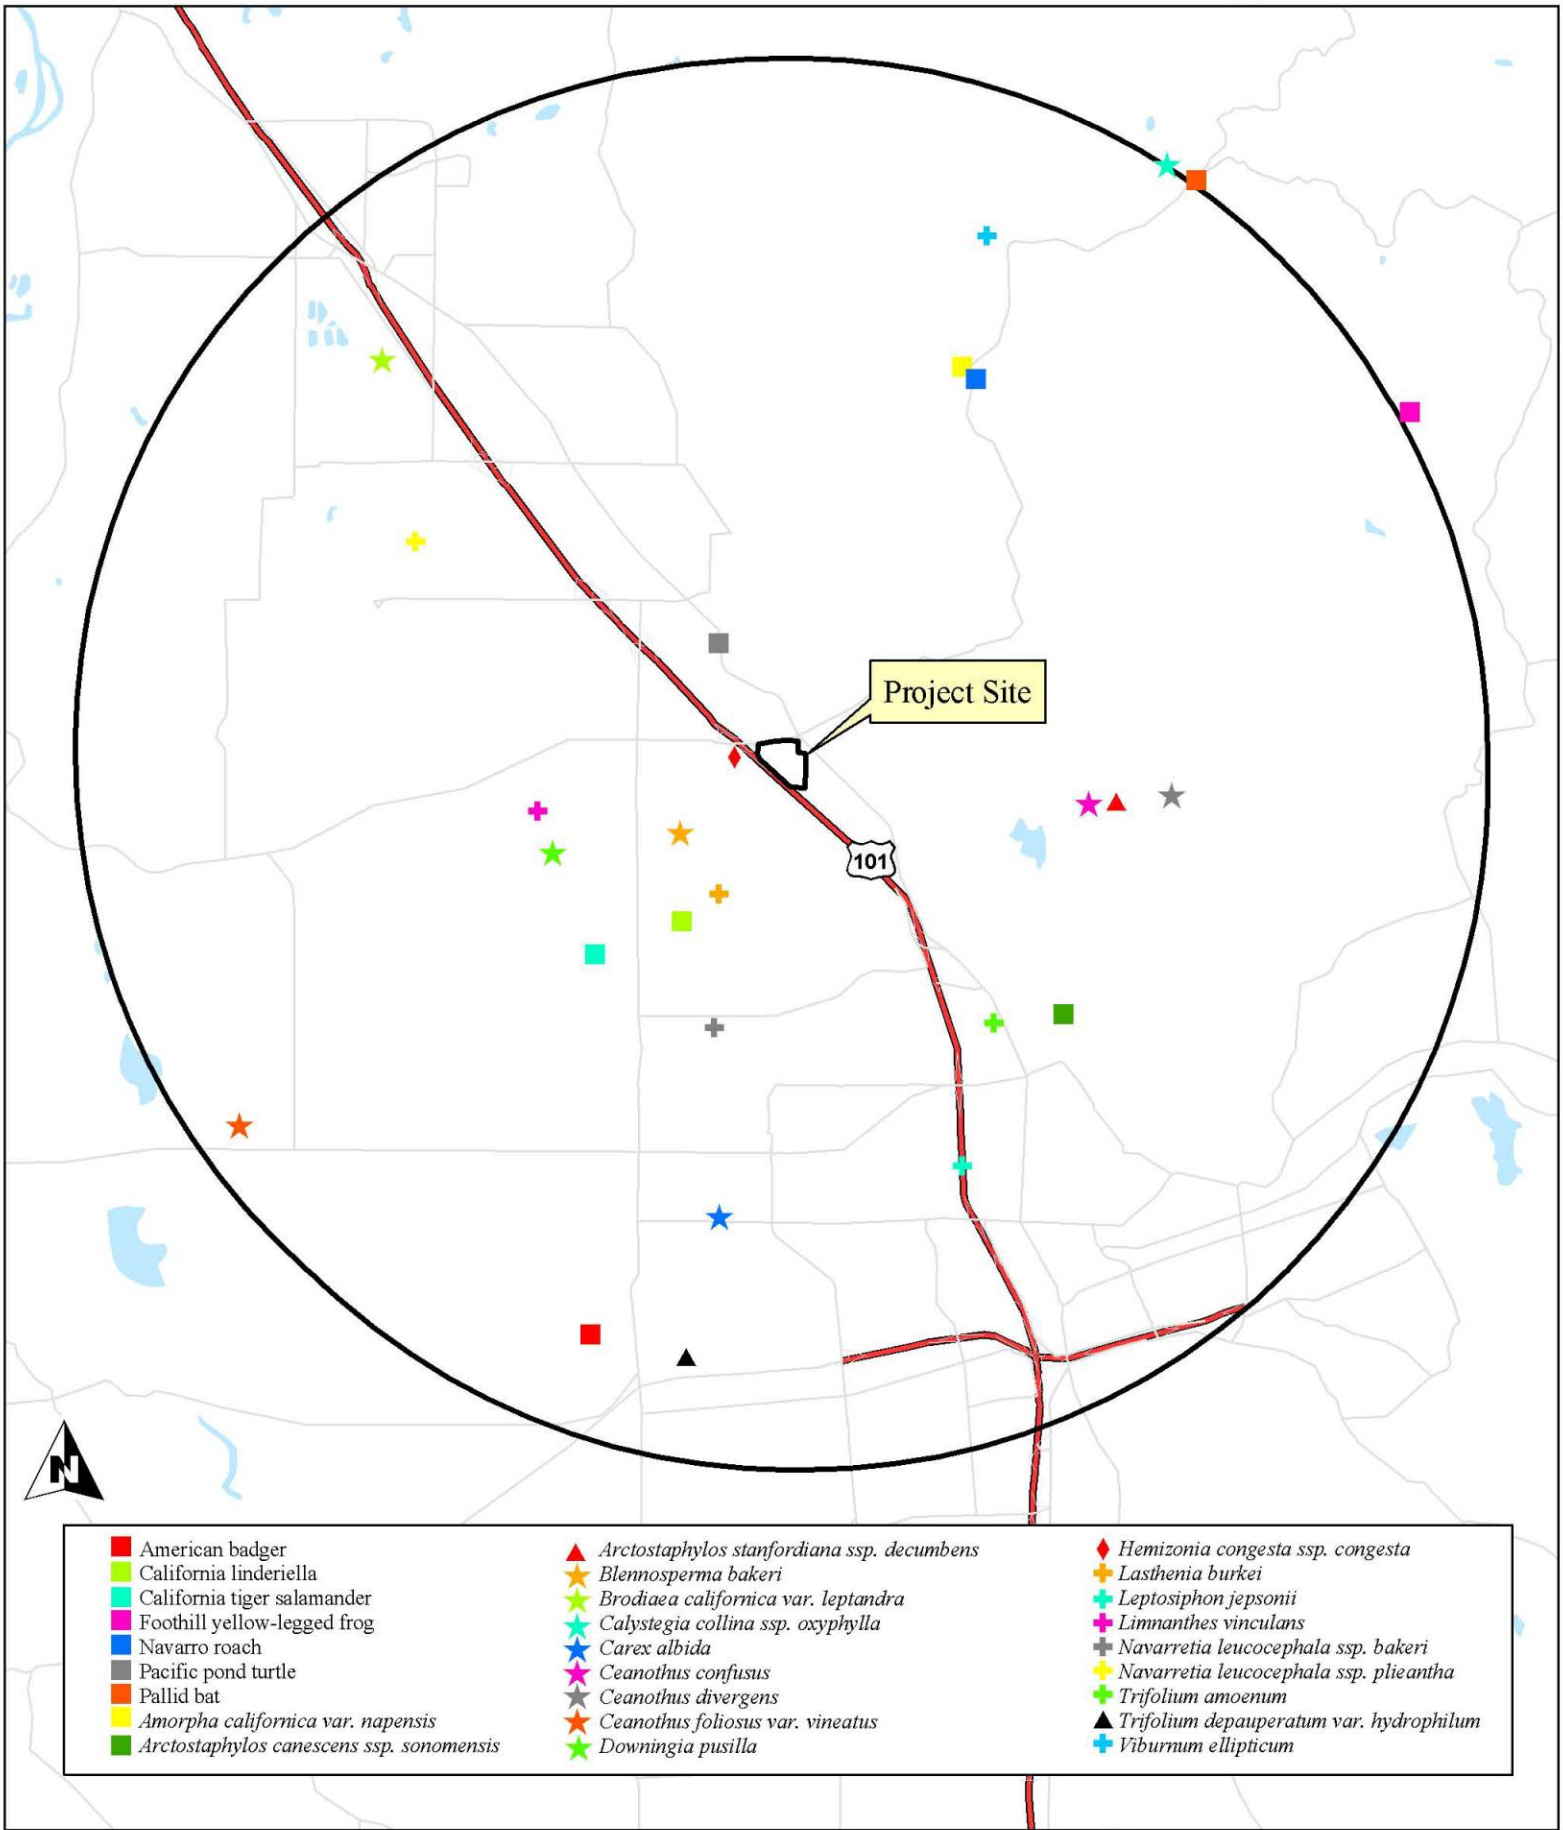 Project Site
101
N
American badger
California linderiella
California tiger salamander
Foothill yellow-legged frog
Navarro roach
Pacific pond turtle
Pallid bat
Amorpha californica var. napensis
Arctostaphylos canescens ssp. sonomensis
Arctostaphylos stanfordiana ssp. decumbens
Blennosperma bakeri
Brodiaea californica var. leptandra
Calystegia collina ssp. oxyphylla
Carex albida
Ceanothus confusus
Ceanothus divergens
Ceanothus foliosus var. vineatus
Downingia pusilla
Hemizonia congesta ssp. congesta
Lasthenia burkei
Leptosiphon jepsonii
Limnanthes vinculans
Navarretia leucocephala ssp. bakeri
Navarretia leucocephala ssp. plieantha
Trifolium amoenum
Trifolium depauperatum var. hydrophilum
Viburnum ellipticum